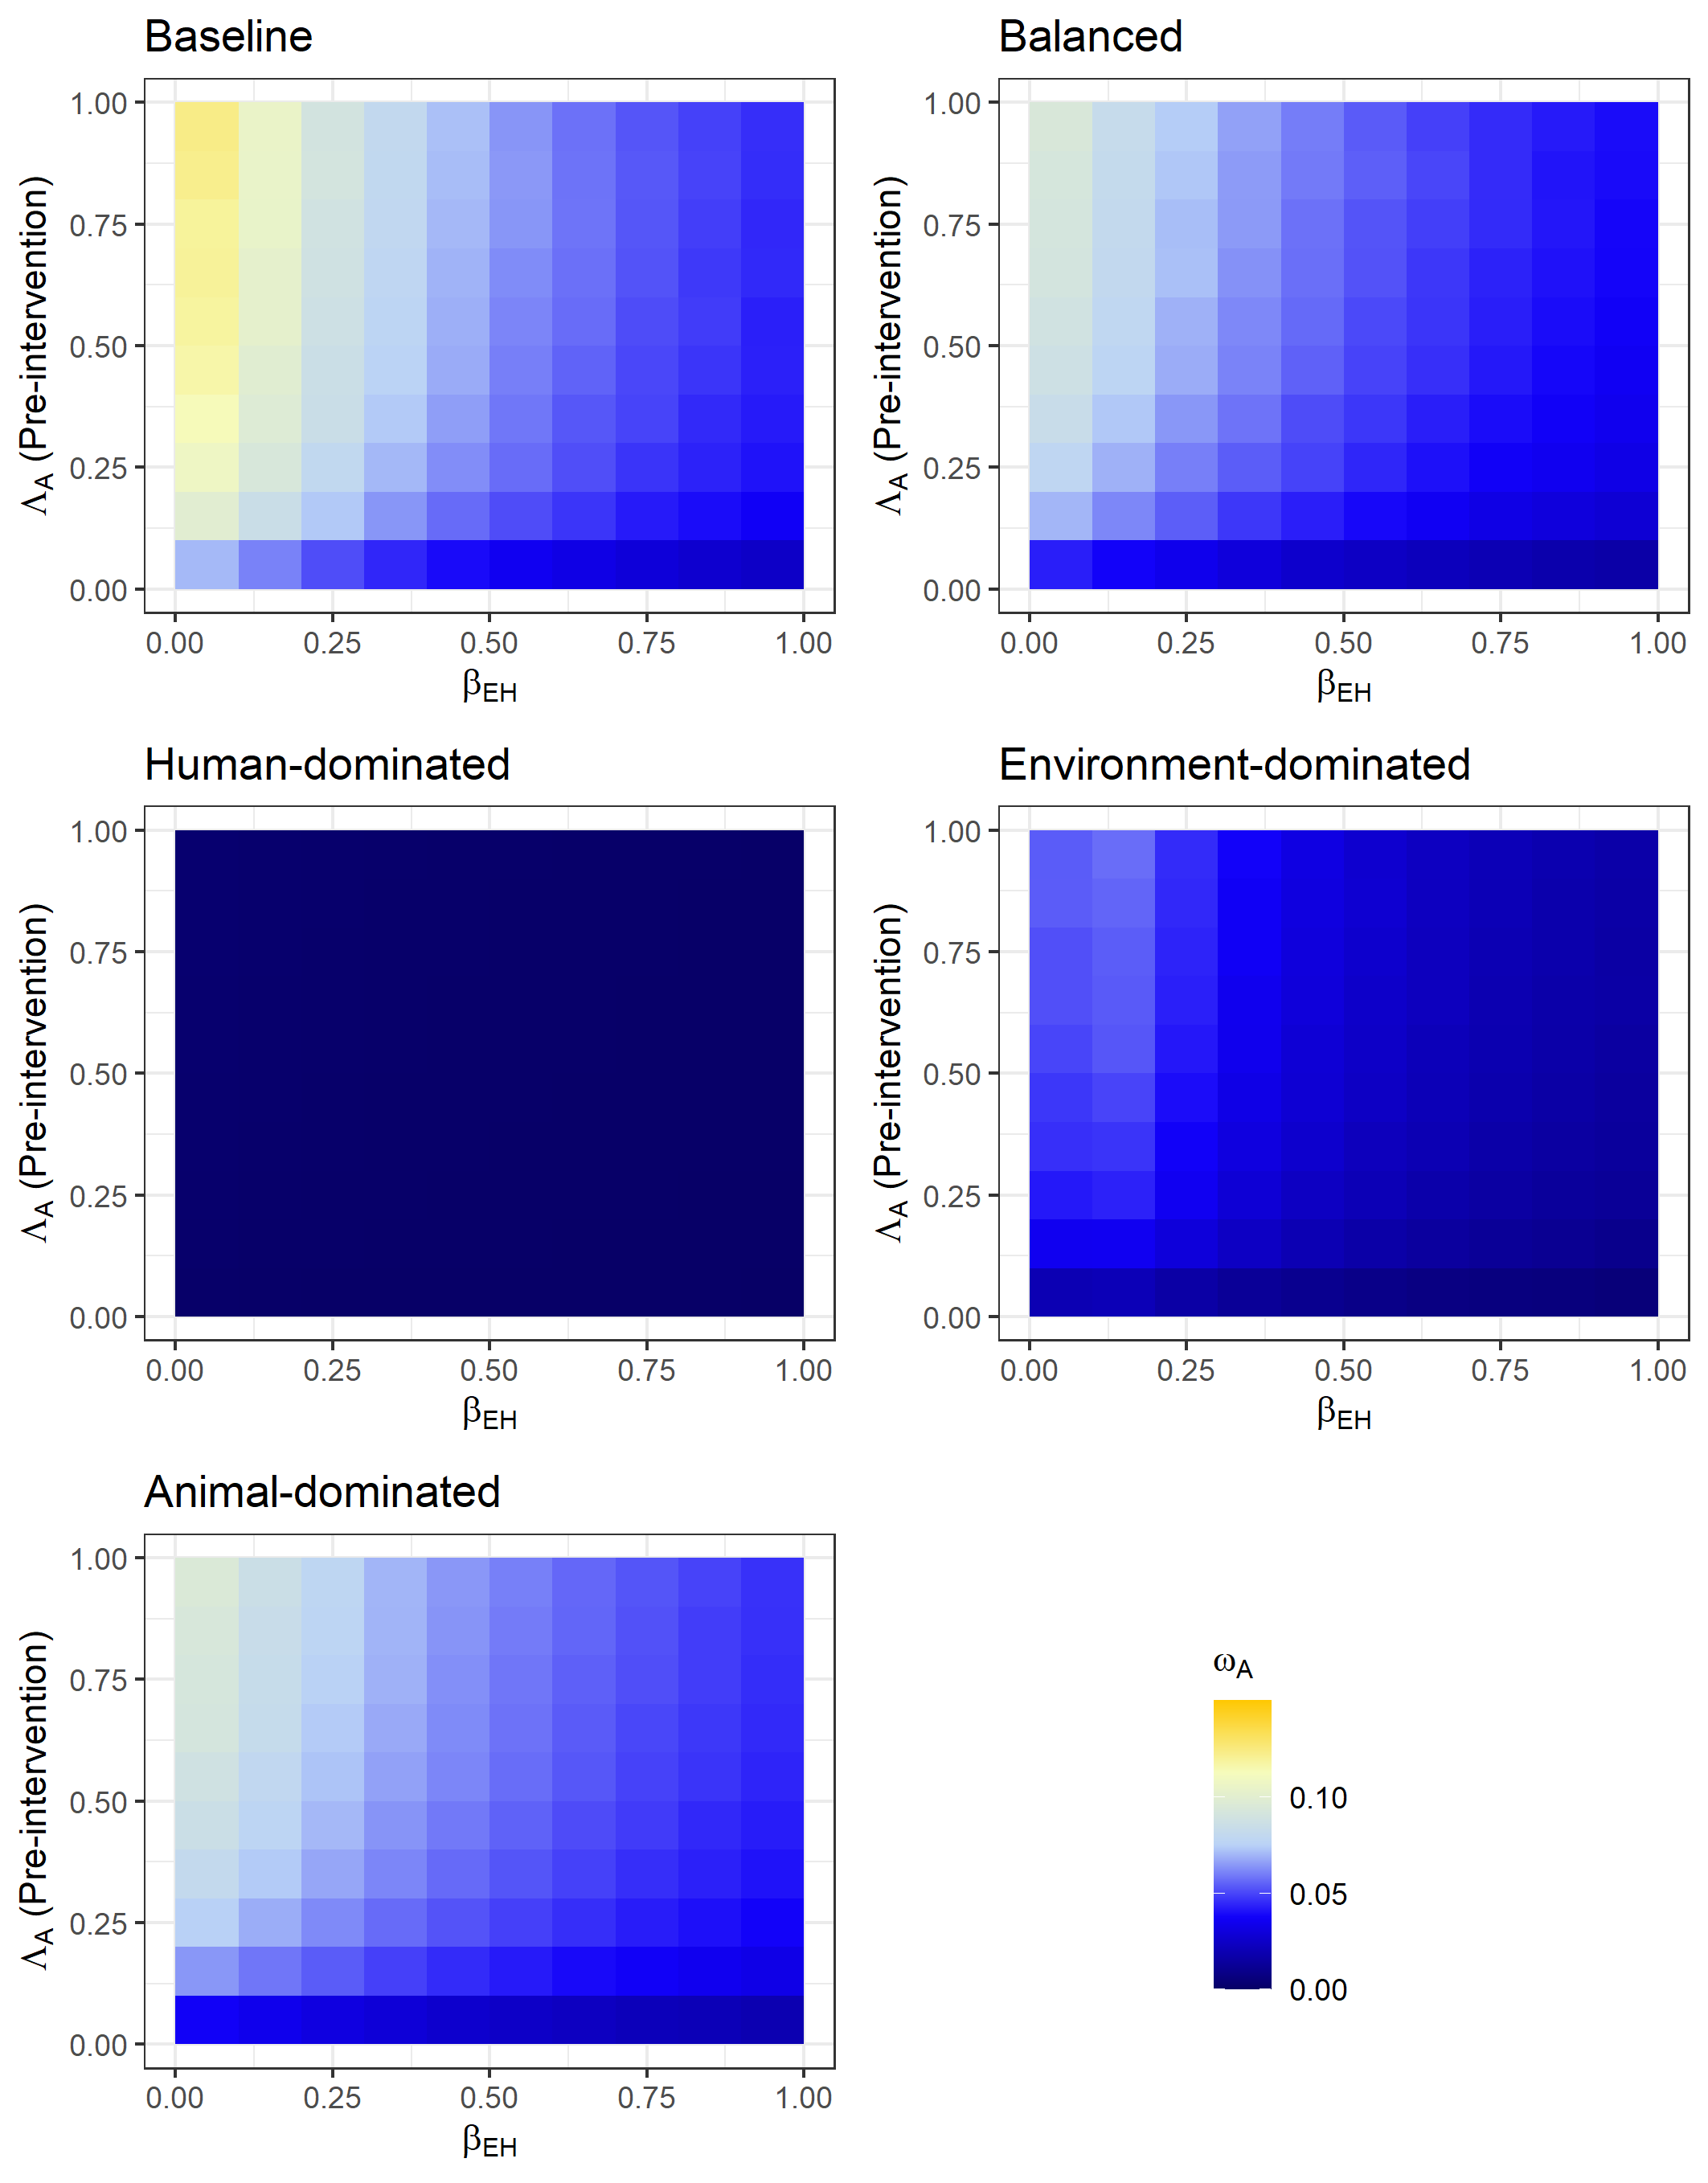 Baseline
ΛA (Pre-intervention)
1.00
0.75
0.50
0.25
0.00
0.00 0.25 0.50 0.75 1.00
βEH
Balanced
ΛA (Pre-intervention)
1.00
0.75
0.50
0.25
0.00
0.00 0.25 0.50 0.75 1.00
βEH
Human-dominated
ΛA (Pre-intervention)
1.00
0.75
0.50
0.25
0.00
0.00 0.25 0.50 0.75 1.00
βEH
Environment-dominated
ΛA (Pre-intervention)
1.00
0.75
0.50
0.25
0.00
0.00 0.25 0.50 0.75 1.00
βEH
Animal-dominated
ΛA (Pre-intervention)
1.00
0.75
0.50
0.25
0.00
0.00 0.25 0.50 0.75 1.00
βEH
ωA
0.10
0.05
0.00